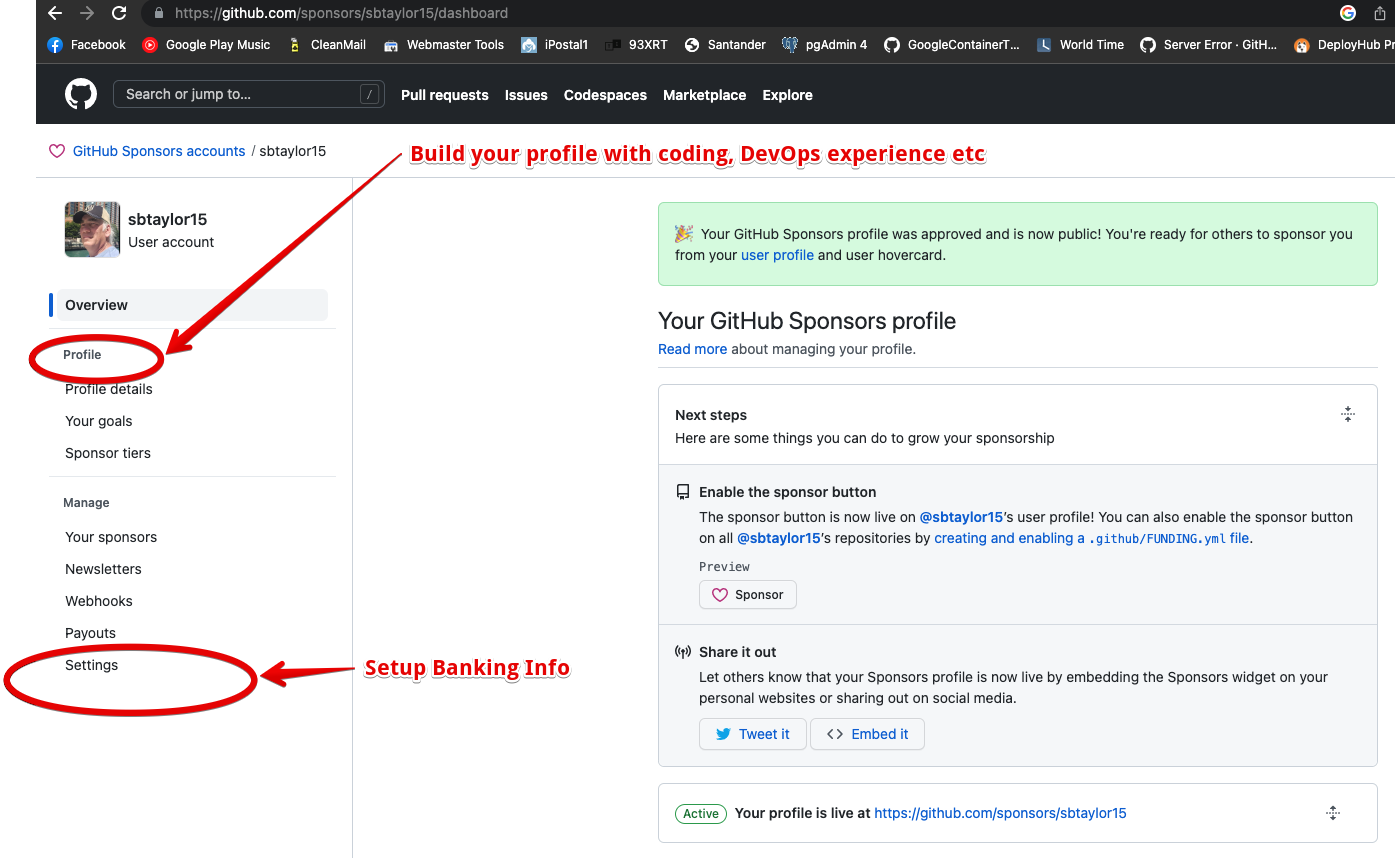 https://github.com/sponsors/sbtaylor15/dashboard
Facebook Google Play Music CleanMail Webmaster Tools iPostal1 93XRT Santander pgAdmin 4 GoogleContainerT... World Time Server Error · GitH... DeployHub Pr
Search or jump to... / Pull requests Issues Codespaces Marketplace Explore
GitHub Sponsors accounts / sbtaylor15
Build your profile with coding, DevOps experience etc
sbtaylor15
User account
Overview
Profile
Profile details
Your goals
Sponsor tiers
Manage
Your sponsors
Newsletters
Webhooks
Payouts
Settings
Setup Banking Info
Your GitHub Sponsors profile was approved and is now public! You're ready for others to sponsor you
from your user profile and user hovercard.
Your GitHub Sponsors profile
Read more about managing your profile.
Next steps
Here are some things you can do to grow your sponsorship
Enable the sponsor button
The sponsor button is now live on @sbtaylor15's user profile! You can also enable the sponsor button
on all @sbtaylor15's repositories by creating and enabling a .github/FUNDING.yml file.
Preview
Sponsor
Share it out
Let others know that your Sponsors profile is now live by embedding the Sponsors widget on your
personal websites or sharing out on social media.
Tweet it Embed it
Active Your profile is live at https://github.com/sponsors/sbtaylor15